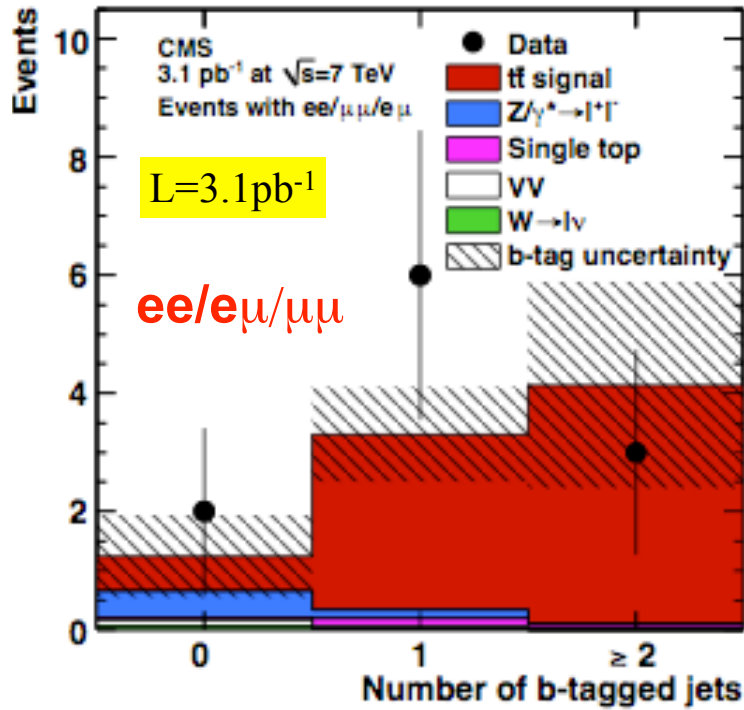 Events
10
8
6
4
2
0
CMS
3.1 pb⁻¹ at √s=7 TeV
Events with ee/μμ/eμ
L=3.1pb⁻¹
ee/eμ/μμ
Data
tt̄ signal
Z/γ*→l⁺l⁻
Single top
VV
W→lν
b-tag uncertainty
0 1 ≥ 2
Number of b-tagged jets